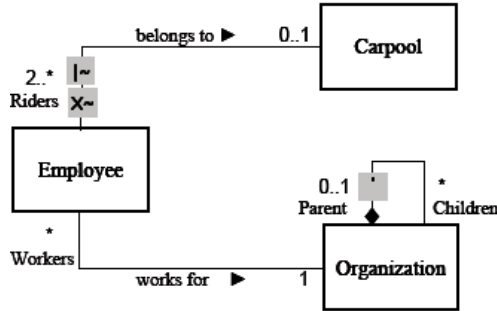 belongs to ▶
0..1
Carpool
|~
2..*
Riders
X~
Employee
0..1
'
*
Parent
Children
*
Workers
Organization
works for ▶
1